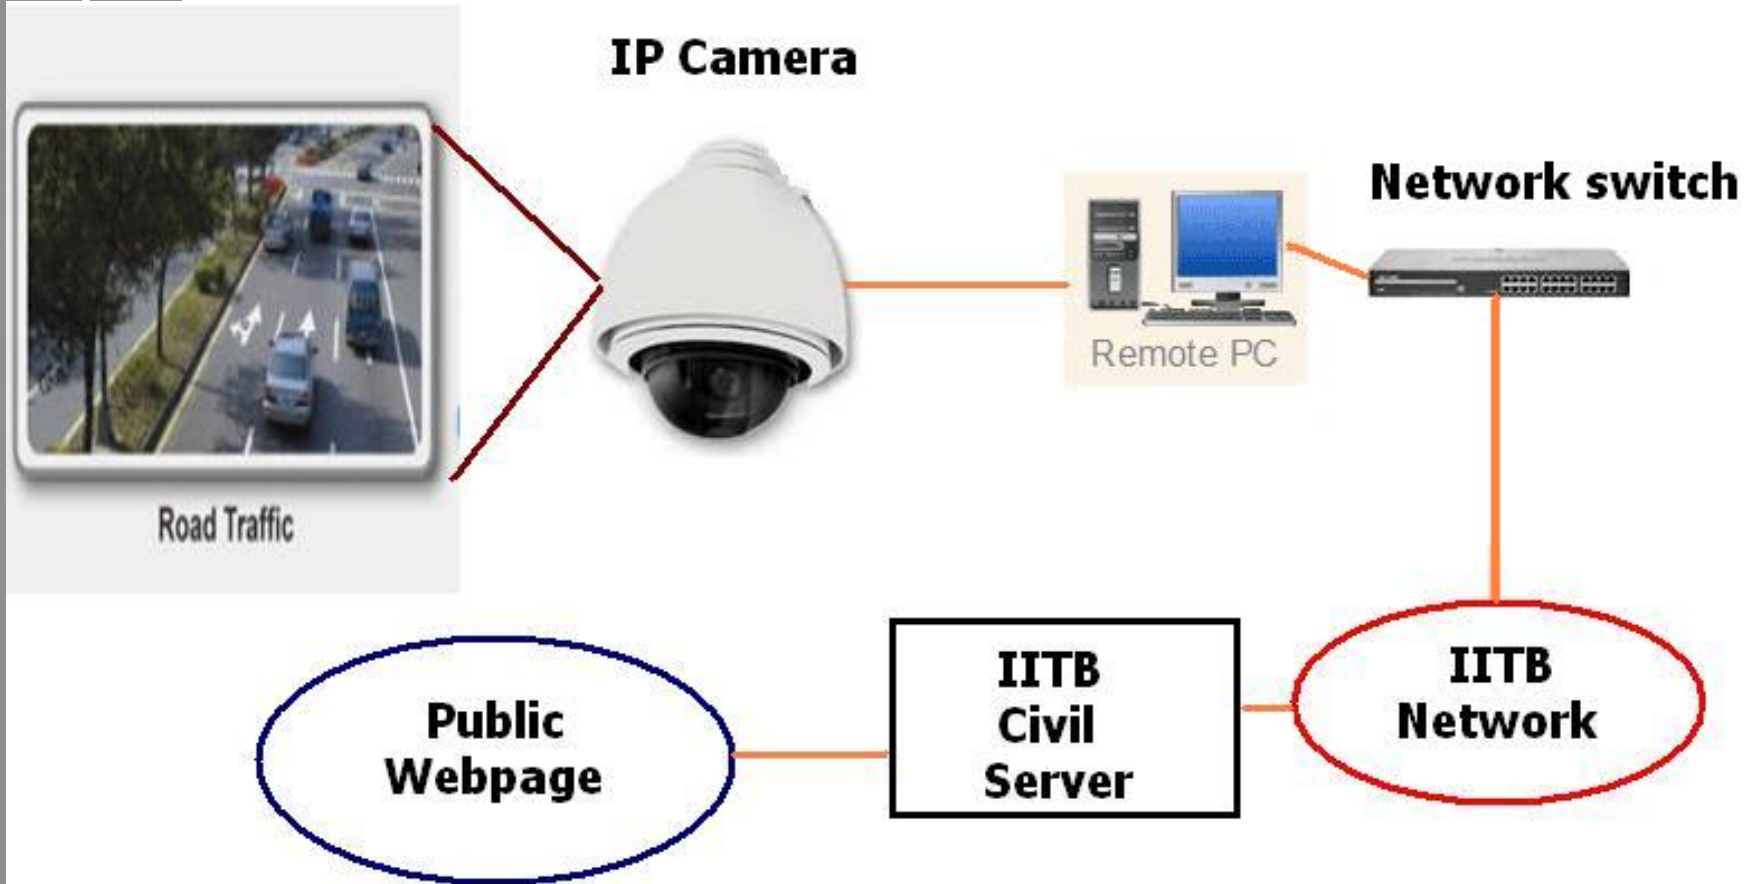 IP Camera
Network switch
Remote PC
Road Traffic
Public
Webpage
IITB
Civil
Server
IITB
Network